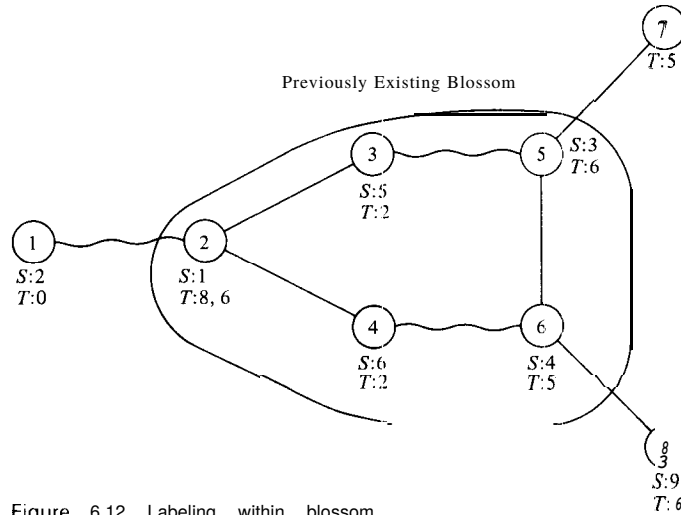 7
T:5
Previously Existing Blossom
3
S:5
T:2
5
S:3
T:6
1
S:2
T:0
2
S:1
T:8, 6
4
S:6
T:2
6
S:4
T:5
8
S:9
T:6
Figure 6.12 Labeling within blossom